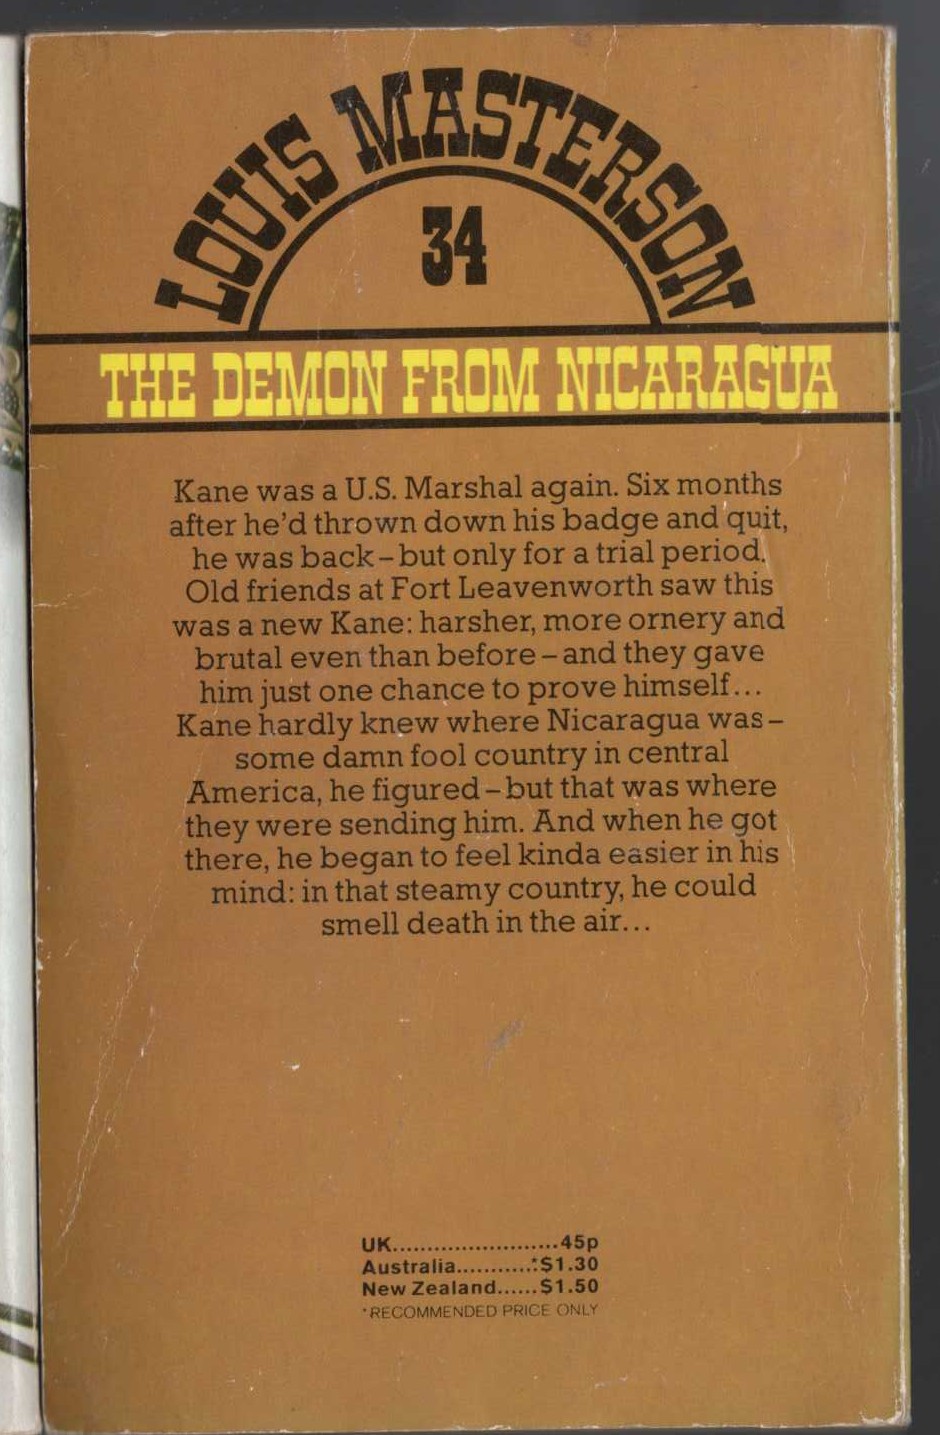 LOUIS MASTERSON
34
THE DEMON FROM NICARAGUA
Kane was a U.S. Marshal again. Six months
after he'd thrown down his badge and quit,
he was back – but only for a trial period.
Old friends at Fort Leavenworth saw this
was a new Kane: harsher, more ornery and
brutal even than before – and they gave
him just one chance to prove himself...
Kane hardly knew where Nicaragua was –
some damn fool country in central
America, he figured – but that was where
they were sending him. And when he got
there, he began to feel kinda easier in his
mind: in that steamy country, he could
smell death in the air...
UK........................45p
Australia...........*$1.30
New Zealand......$1.50
*RECOMMENDED PRICE ONLY